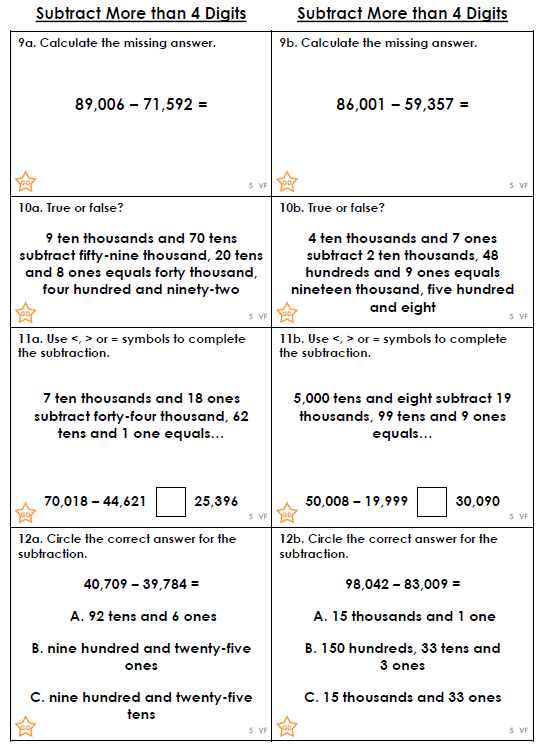 Subtract More than 4 Digits
Subtract More than 4 Digits
9a. Calculate the missing answer.
89,006 – 71,592 =
GD
5 VF
9b. Calculate the missing answer.
86,001 – 59,357 =
GD
5 VF
10a. True or false?
9 ten thousands and 70 tens
subtract fifty-nine thousand, 20 tens
and 8 ones equals forty thousand,
four hundred and ninety-two
GD
5 VF
10b. True or false?
4 ten thousands and 7 ones
subtract 2 ten thousands, 48
hundreds and 9 ones equals
nineteen thousand, five hundred
and eight
GD
5 VF
11a. Use <, > or = symbols to complete
the subtraction.
7 ten thousands and 18 ones
subtract forty-four thousand, 62
tens and 1 one equals…
70,018 – 44,621 25,396
GD
5 VF
11b. Use <, > or = symbols to complete
the subtraction.
5,000 tens and eight subtract 19
thousands, 99 tens and 9 ones
equals…
50,008 – 19,999 30,090
GD
5 VF
12a. Circle the correct answer for the
subtraction.
40,709 – 39,784 =
A. 92 tens and 6 ones
B. nine hundred and twenty-five
ones
C. nine hundred and twenty-five
tens
GD
5 VF
12b. Circle the correct answer for the
subtraction.
98,042 – 83,009 =
A. 15 thousands and 1 one
B. 150 hundreds, 33 tens and
3 ones
C. 15 thousands and 33 ones
GD
5 VF